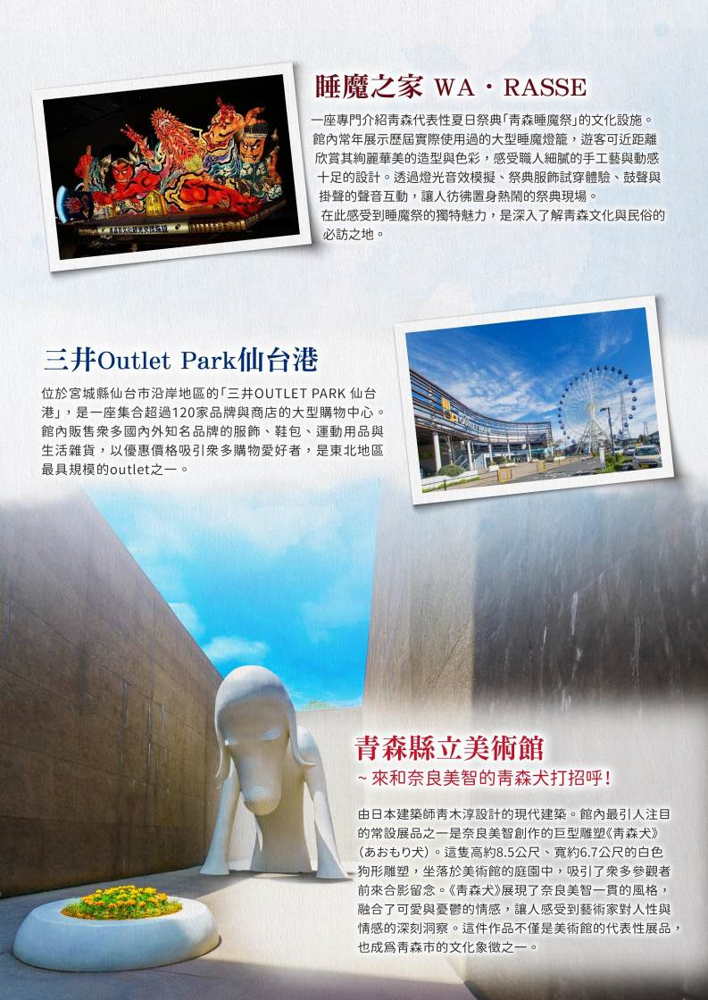 睡魔之家 WA・RASSE
一座專門介紹青森代表性夏日祭典「青森睡魔祭」的文化設施。
館內常年展示歷屆實際使用過的大型睡魔燈籠，遊客可近距離
欣賞其絢麗華美的造型與色彩，感受職人細膩的手工藝與動感
十足的設計。透過燈光音效模擬、祭典服飾試穿體驗、鼓聲與
掛聲的聲音互動，讓人彷彿置身熱鬧的祭典現場。
在此感受到睡魔祭的獨特魅力，是深入了解青森文化與民俗的
必訪之地。
三井Outlet Park仙台港
位於宮城縣仙台市沿岸地區的「三井OUTLET PARK 仙台
港」，是一座集合超過120家品牌與商店的大型購物中心。
館內販售眾多國內外知名品牌的服飾、鞋包、運動用品與
生活雜貨，以優惠價格吸引眾多購物愛好者，是東北地區
最具規模的outlet之一。
OUTLET PARK
青森縣立美術館
~來和奈良美智的青森犬打招呼!
由日本建築師青木淳設計的現代建築。館內最引人注目
的常設展品之一是奈良美智創作的巨型雕塑《青森犬》
（あおもり犬）。這隻高約8.5公尺、寬約6.7公尺的白色
狗形雕塑，坐落於美術館的庭園中，吸引了眾多參觀者
前來合影留念。《青森犬》展現了奈良美智一貫的風格，
融合了可愛與憂鬱的情感，讓人感受到藝術家對人性與
情感的深刻洞察。這件作品不僅是美術館的代表性展品，
也成為青森市的文化象徵之一。